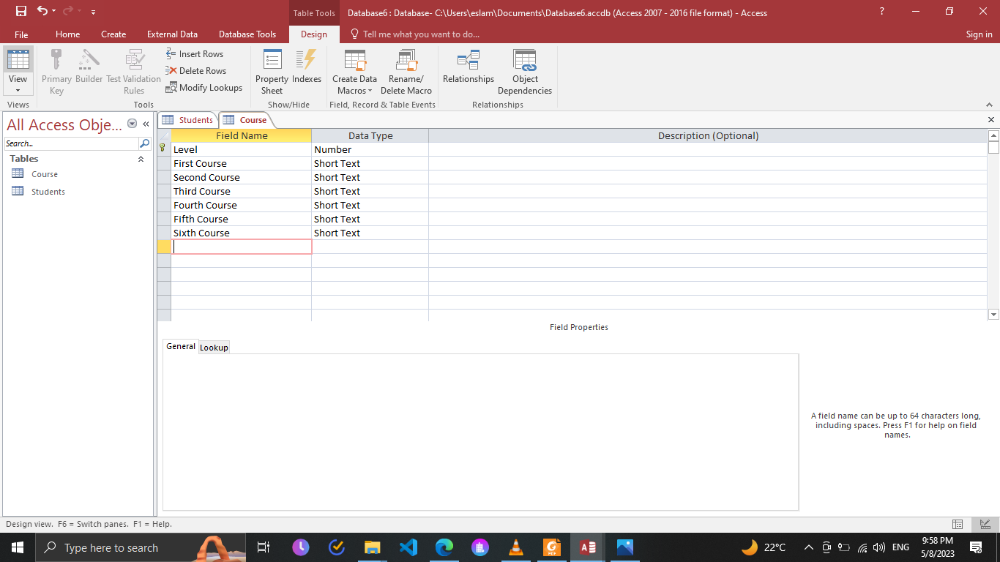 Table Tools
Database6 : Database- C:\Users\eslam\Documents\Database6.accdb (Access 2007 - 2016 file format) - Access
?
File Home Create External Data Database Tools Design Tell me what you want to do... Sign in
View
Primary Key
Builder
Test Validation Rules
Insert Rows
Delete Rows
Modify Lookups
Property Sheet
Indexes
Create Data Macros
Rename/ Delete Macro
Relationships
Object Dependencies
Views Tools Show/Hide Field, Record & Table Events Relationships
All Access Obje...
Search...
Tables
Course
Students
Students Course
Field Name Data Type Description (Optional)
Level Number
First Course Short Text
Second Course Short Text
Third Course Short Text
Fourth Course Short Text
Fifth Course Short Text
Sixth Course Short Text
Field Properties
General Lookup
A field name can be up to 64 characters long,
including spaces. Press F1 for help on field
names.
Design view. F6 = Switch panes. F1 = Help.
Type here to search
PDF
22°C
ENG
9:58 PM
5/8/2023